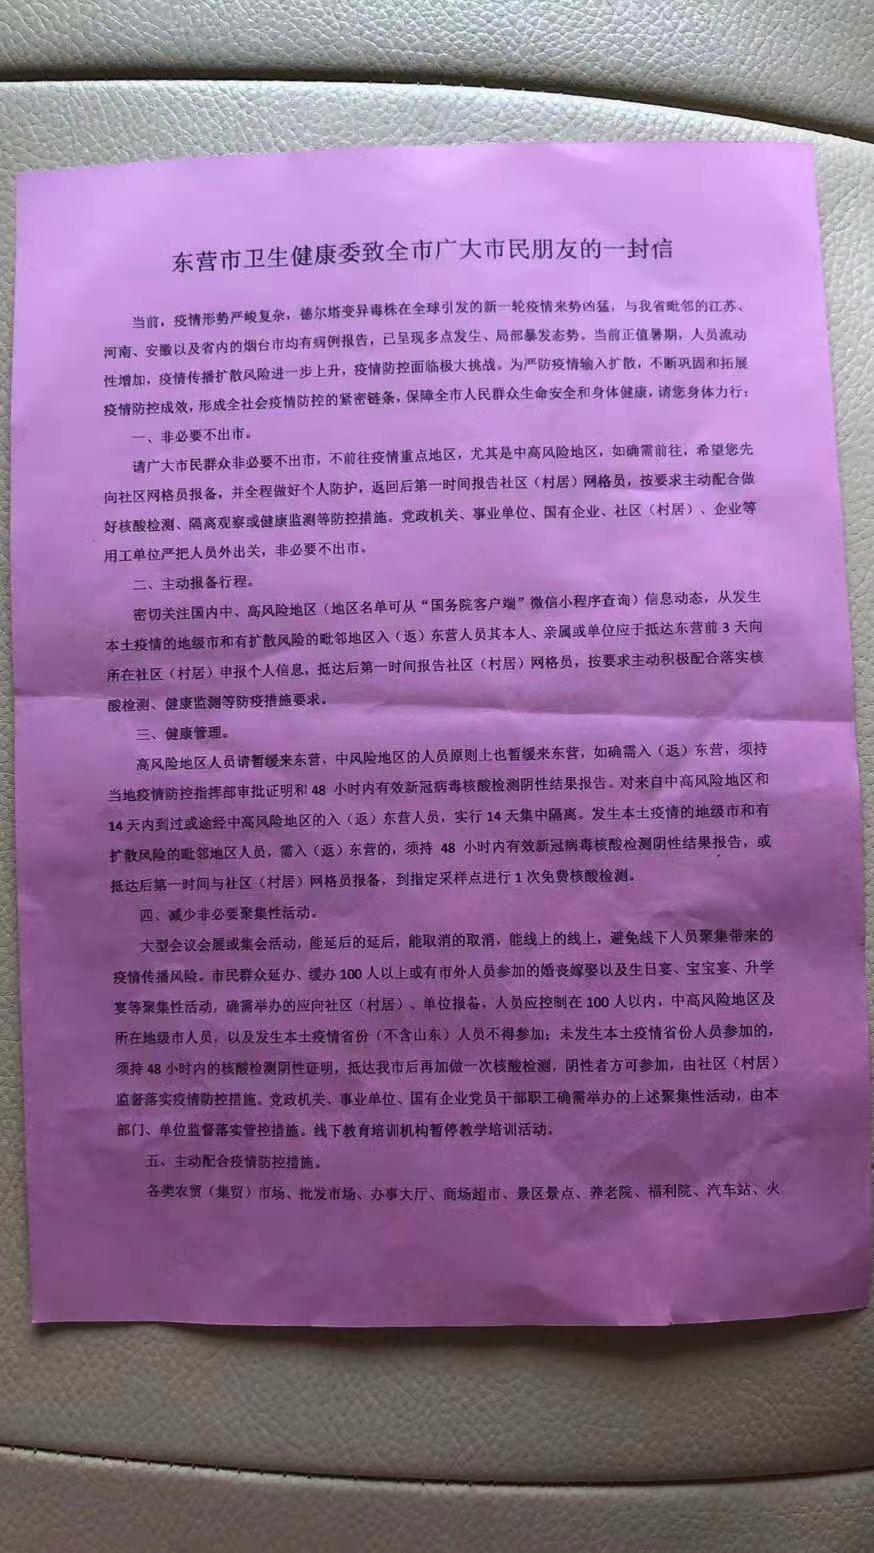 东营市卫生健康委致全市广大市民朋友的一封信
当前，疫情形势严峻复杂，德尔塔变异毒株在全球引发的新一轮疫情来势凶猛，与我省毗邻的江苏、
河南、安徽以及省内的烟台市均有病例报告，已呈现多点发生、局部暴发态势。当前正值暑期，人员流动
性增加，疫情传播扩散风险进一步上升，疫情防控面临极大挑战。为严防疫情输入扩散，不断巩固和拓展
疫情防控成效，形成全社会疫情防控的紧密链条，保障全市人民群众生命安全和身体健康，请您身体力行：
一、非必要不出市。
请广大市民群众非必要不出市，不前往疫情重点地区，尤其是中高风险地区，如确需前往，希望您先
向社区网格员报备，并全程做好个人防护，返回后第一时间报告社区（村居）网格员，按要求主动配合做
好核酸检测、隔离观察或健康监测等防控措施。党政机关、事业单位、国有企业、社区（村居）、企业等
用工单位严把人员外出关，非必要不出市。
二、主动报备行程。
密切关注国内中、高风险地区（地区名单可从“国务院客户端”微信小程序查询）信息动态，从发生
本土疫情的地级市和有扩散风险的毗邻地区入（返）东营人员其本人、亲属或单位应于抵达东营前 3 天向
所在社区（村居）申报个人信息，抵达后第一时间报告社区（村居）网格员，按要求主动积极配合落实核
酸检测、健康监测等防疫措施要求。
三、健康管理。
高风险地区人员请暂缓来东营，中风险地区的人员原则上也暂缓来东营，如确需入（返）东营，须持
当地疫情防控指挥部审批证明和 48 小时内有效新冠病毒核酸检测阴性结果报告。对来自中高风险地区和
14 天内到过或途经中高风险地区的入（返）东营人员，实行 14 天集中隔离。发生本土疫情的地级市和有
扩散风险的毗邻地区人员，需入（返）东营的，须持 48 小时内有效新冠病毒核酸检测阴性结果报告，或
抵达后第一时间与社区（村居）网格员报备，到指定采样点进行 1 次免费核酸检测。
四、减少非必要聚集性活动。
大型会议会展或集会活动，能延后的延后，能取消的取消，能线上的线上，避免线下人员聚集带来的
疫情传播风险。市民群众延办、缓办 100 人以上或有市外人员参加的婚丧嫁娶以及生日宴、宝宝宴、升学
宴等聚集性活动，确需举办的应向社区（村居）、单位报备，人员应控制在 100 人以内，中高风险地区及
所在地级市人员，以及发生本土疫情省份（不含山东）人员不得参加；未发生本土疫情省份人员参加的，
须持 48 小时内的核酸检测阴性证明，抵达我市后再加做一次核酸检测，阴性者方可参加，由社区（村居）
监督落实疫情防控措施。党政机关、事业单位、国有企业党员干部职工确需举办的上述聚集性活动，由本
部门、单位监督落实管控措施。线下教育培训机构暂停教学培训活动。
五、主动配合疫情防控措施。
各类农贸（集贸）市场、批发市场、办事大厅、商场超市、景区景点、养老院、福利院、汽车站、火